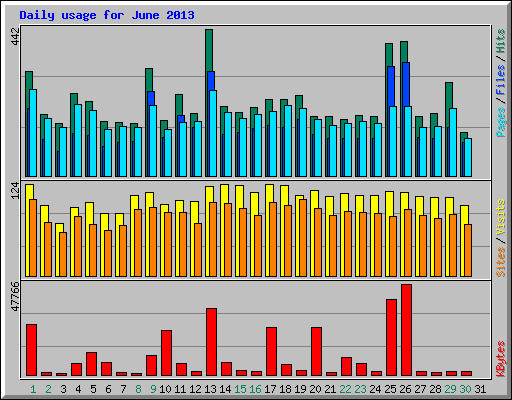 Daily usage for June 2013
442
Pages / Files / Hits
124
Sites / Visits
47766
KBytes
1 2 3 4 5 6 7 8 9 10 11 12 13 14 15 16 17 18 19 20 21 22 23 24 25 26 27 28 29 30 31